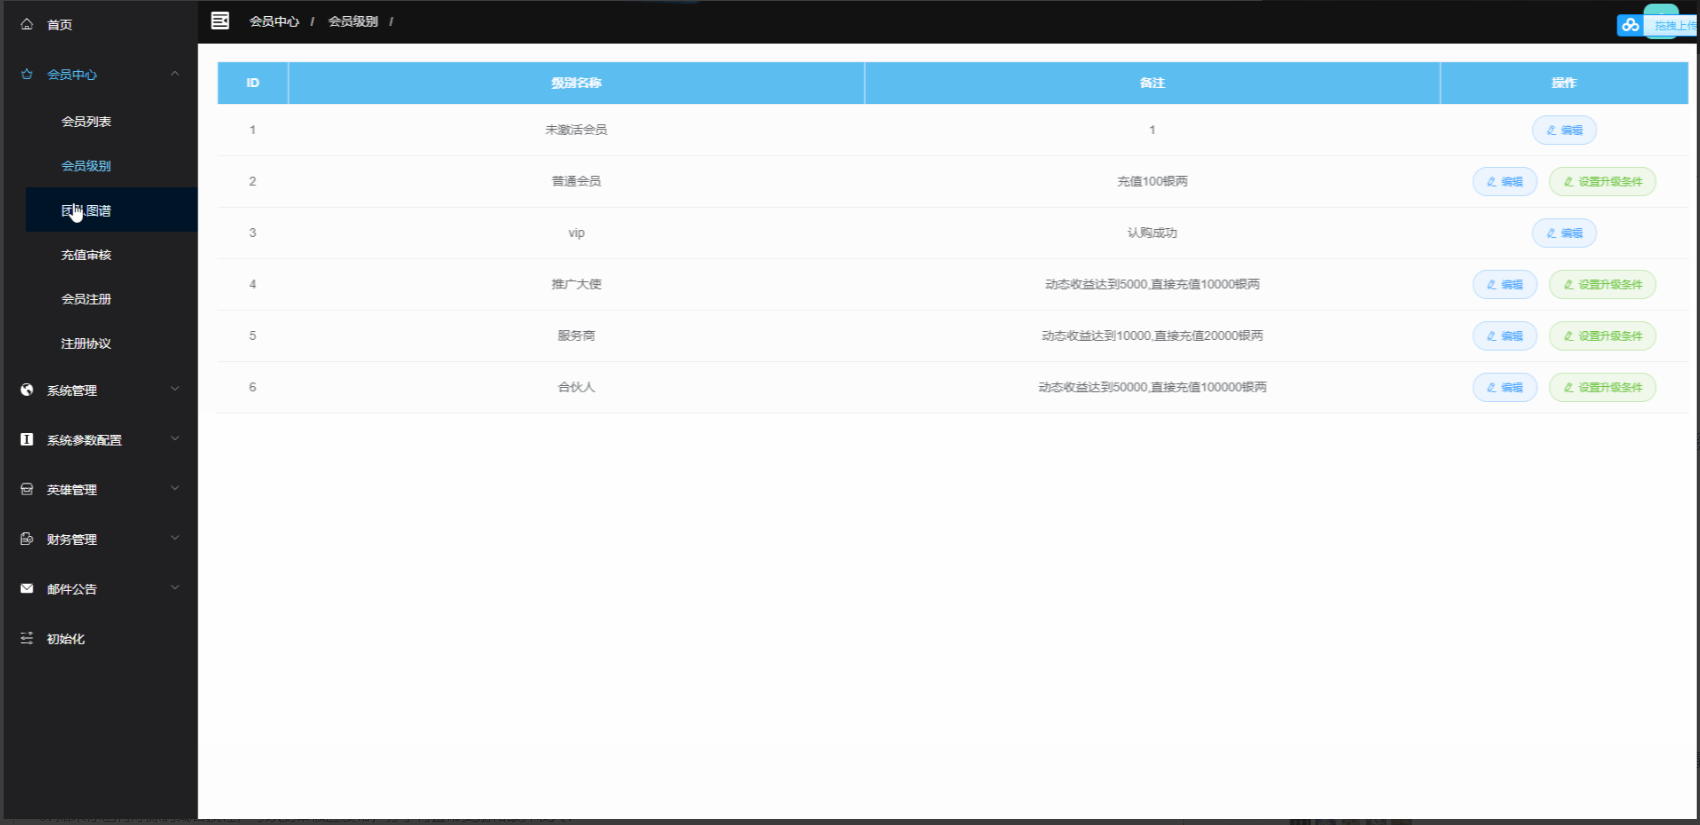 首页
会员中心
会员列表
会员级别
团队图谱
充值审核
会员注册
注册协议
系统管理
系统参数配置
英雄管理
财务管理
邮件公告
初始化
会员中心 / 会员级别 /
拖拽上传
ID 级别名称 备注 操作
1 未激活会员 1 编辑
2 普通会员 充值100银两 编辑 设置升级条件
3 vip 认购成功 编辑
4 推广大使 动态收益达到5000,直接充值10000银两 编辑 设置升级条件
5 服务商 动态收益达到10000,直接充值20000银两 编辑 设置升级条件
6 合伙人 动态收益达到50000,直接充值100000银两 编辑 设置升级条件